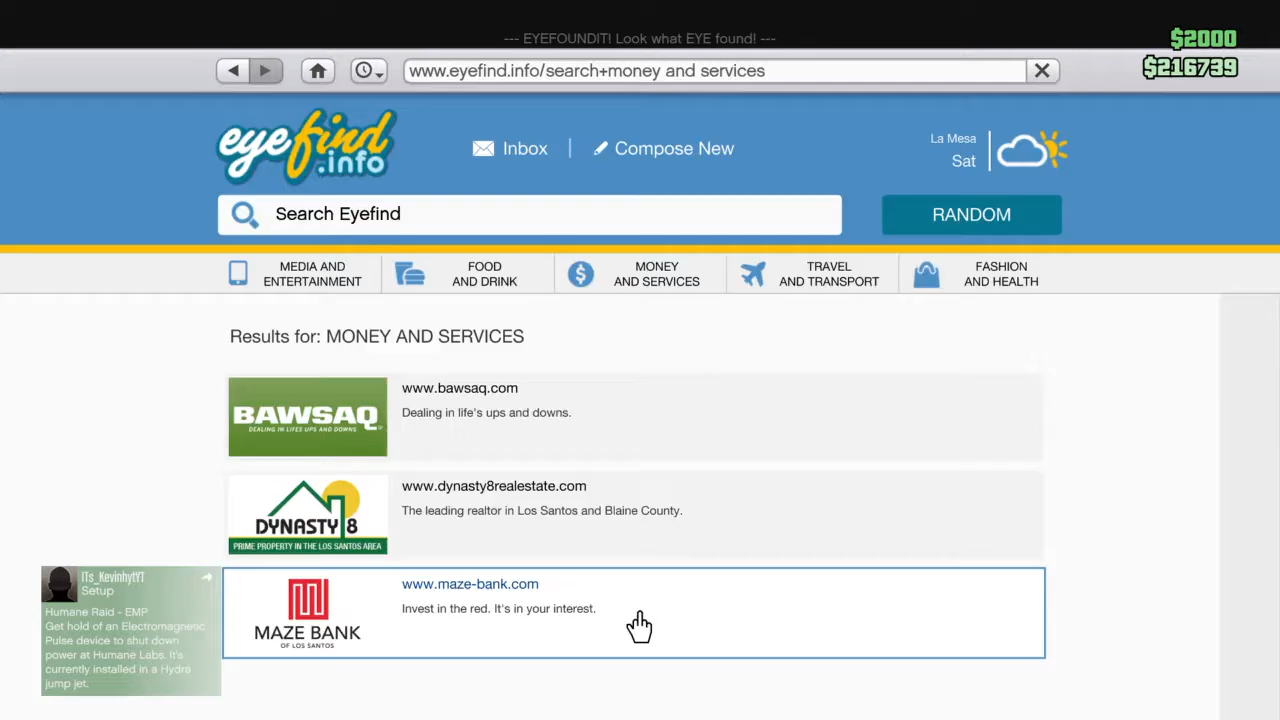 --- EYEFOUNDIT! Look what EYE found! ---
$2000
$216739
www.eyefind.info/search+money and services
eyefind
.info
Inbox
Compose New
La Mesa
Sat
Search Eyefind
RANDOM
MEDIA AND
ENTERTAINMENT
FOOD
AND DRINK
MONEY
AND SERVICES
TRAVEL
AND TRANSPORT
FASHION
AND HEALTH
Results for: MONEY AND SERVICES
BAWSAQ
DEALING IN LIFES UPS AND DOWNS
www.bawsaq.com
Dealing in life's ups and downs.
DYNASTY 8
PRIME PROPERTY IN THE LOS SANTOS AREA
www.dynasty8realestate.com
The leading realtor in Los Santos and Blaine County.
MAZE BANK
OF LOS SANTOS
www.maze-bank.com
Invest in the red. It's in your interest.
ITs_KevinhytYT
Setup
Humane Raid - EMP
Get hold of an Electromagnetic
Pulse device to shut down
power at Humane Labs. It's
currently installed in a Hydra
jump jet.